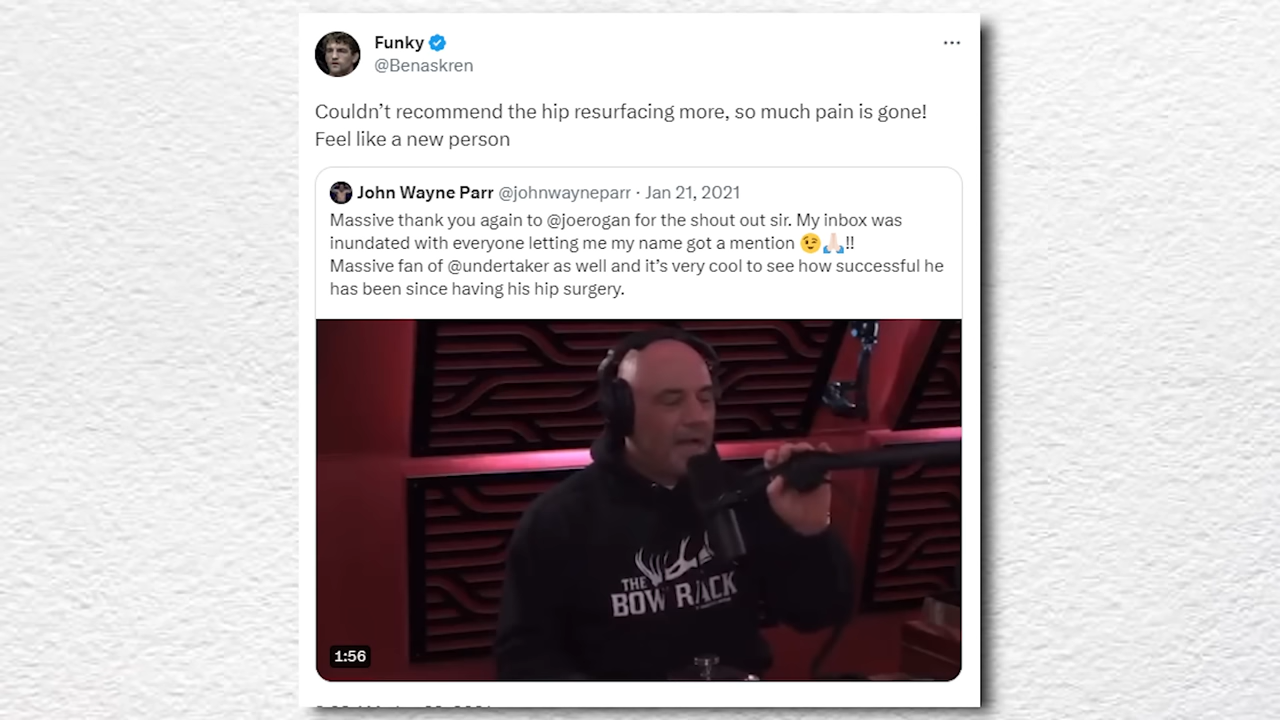 Funky
@Benaskren
Couldn’t recommend the hip resurfacing more, so much pain is gone!
Feel like a new person
John Wayne Parr @johnwayneparr · Jan 21, 2021
Massive thank you again to @joerogan for the shout out sir. My inbox was
inundated with everyone letting me my name got a mention 😉🙏🏻!!
Massive fan of @undertaker as well and it’s very cool to see how successful he
has been since having his hip surgery.
THE
BOW RACK
1:56